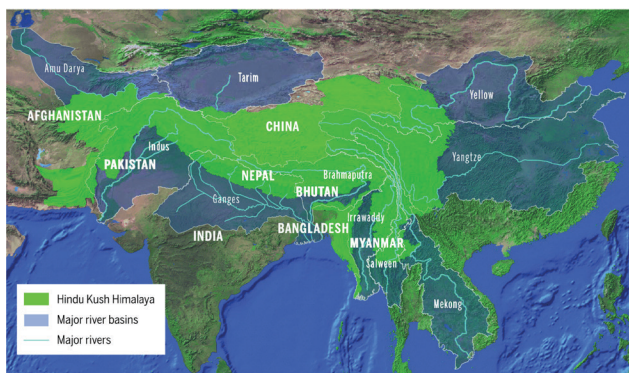 Amu Darya
Tarim
Yellow
AFGHANISTAN
CHINA
Indus
PAKISTAN
Yangtze
NEPAL
Brahmaputra
BHUTAN
Ganges
Irrawaddy
INDIA
BANGLADESH
MYANMAR
Salween
Mekong
Hindu Kush Himalaya
Major river basins
Major rivers